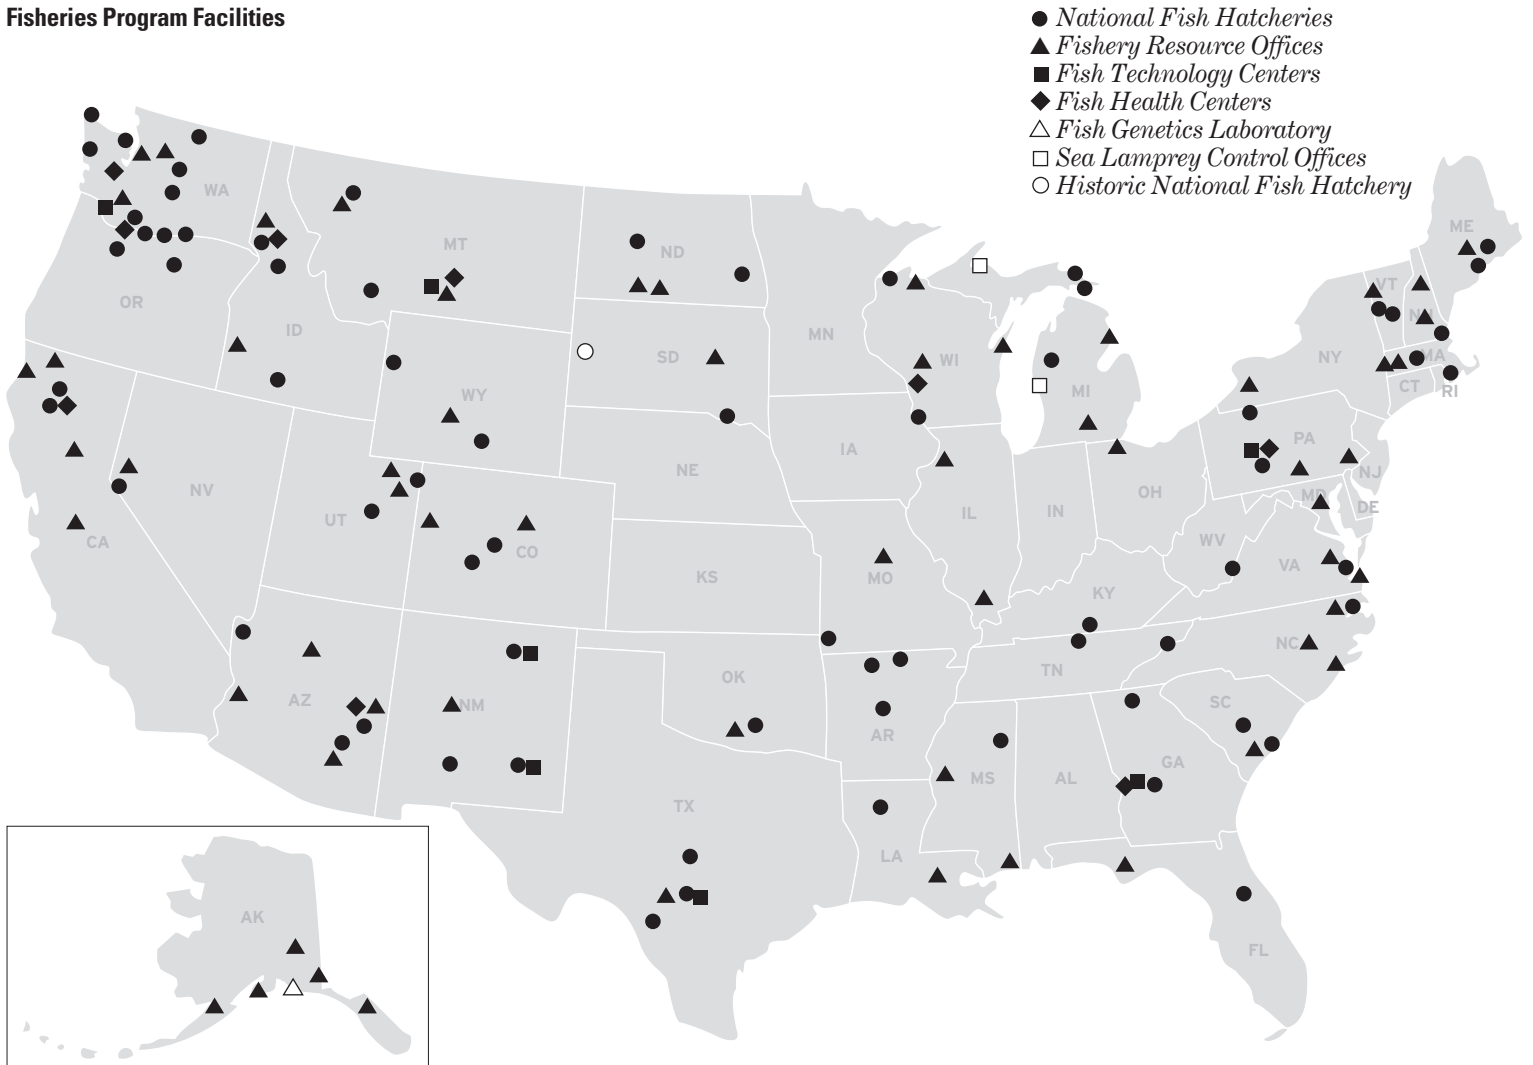 Fisheries Program Facilities
National Fish Hatcheries
Fishery Resource Offices
Fish Technology Centers
Fish Health Centers
Fish Genetics Laboratory
Sea Lamprey Control Offices
Historic National Fish Hatchery
WA
MT
ND
ME
OR
ID
MN
VT
NH
SD
WI
NY
MA
WY
MI
CT
RI
NE
IA
PA
NV
UT
IL
IN
OH
NJ
MD
DE
CA
CO
KS
MO
WV
VA
KY
AZ
NM
OK
TN
NC
AR
SC
TX
MS
AL
GA
LA
AK
FL